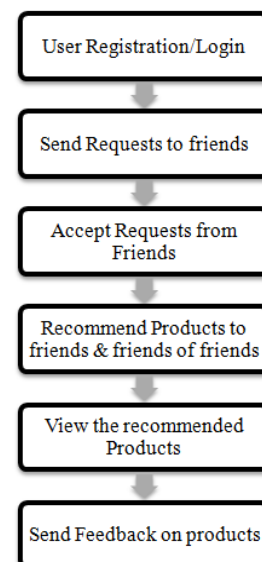 User Registration/Login
Send Requests to friends
Accept Requests from
Friends
Recommend Products to
friends & friends of friends
View the recommended
Products
Send Feedback on products